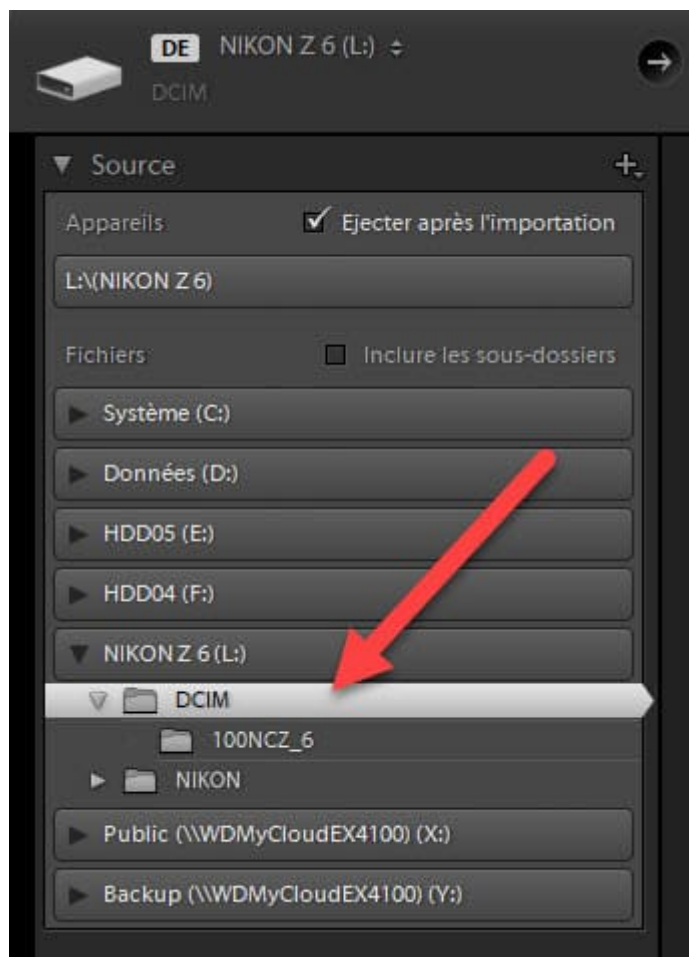 DE NIKON Z 6 (L:)
DCIM
Source
Appareils Ejecter après l'importation
L:\(NIKON Z 6)
Fichiers Inclure les sous-dossiers
Système (C:)
Données (D:)
HDD05 (E:)
HDD04 (F:)
NIKON Z 6 (L:)
DCIM
100NCZ_6
NIKON
Public (\\WDMyCloudEX4100) (X:)
Backup (\\WDMyCloudEX4100) (Y:)